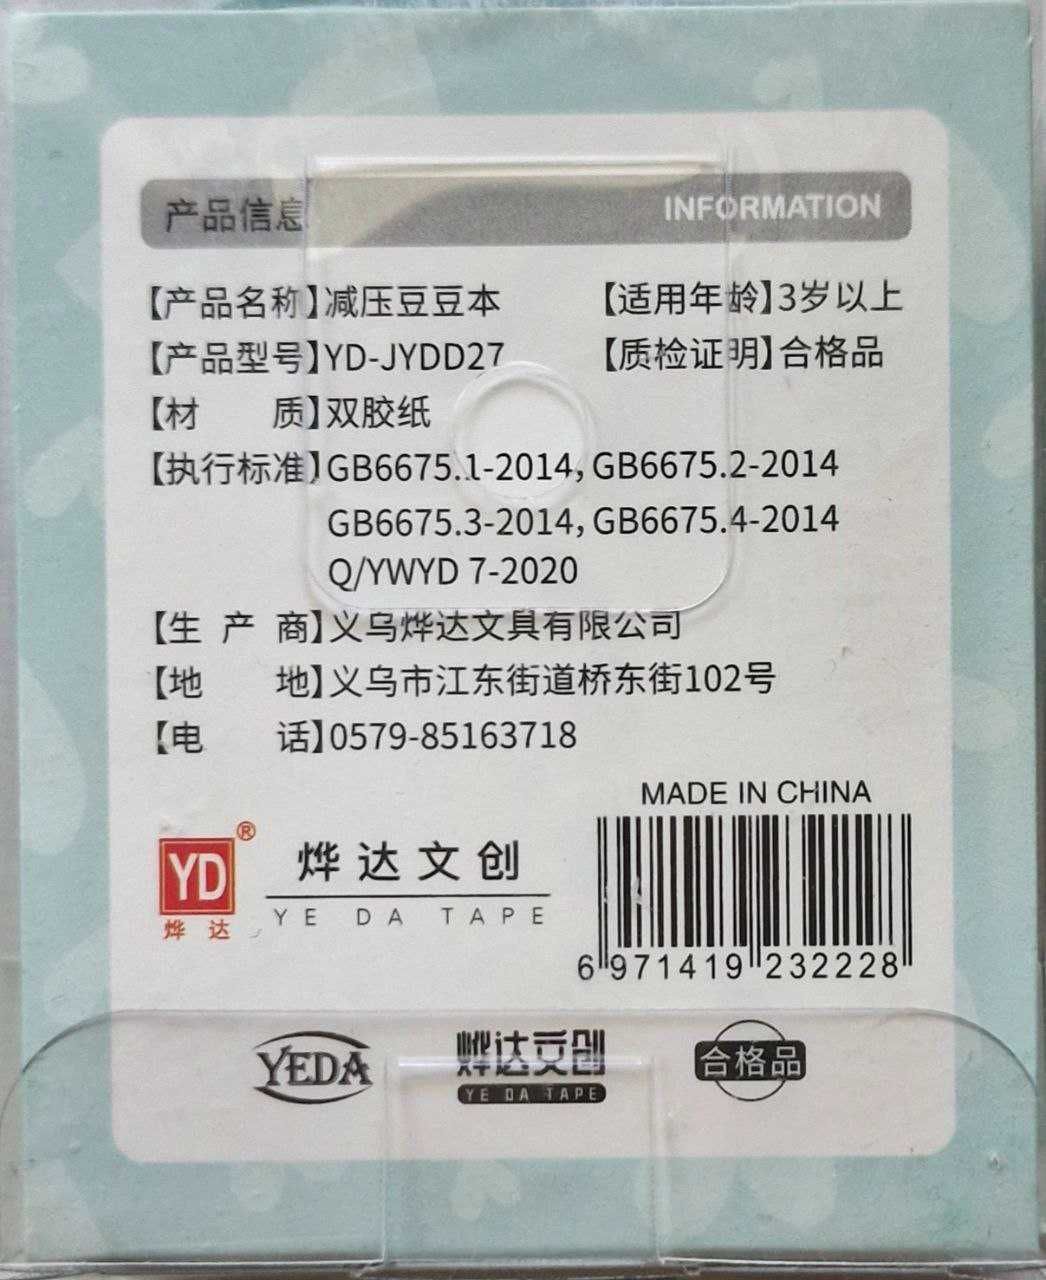 产品信息 INFORMATION
【产品名称】减压豆豆本 【适用年龄】3岁以上
【产品型号】YD-JYDD27 【质检证明】合格品
【材 质】双胶纸
【执行标准】GB6675.1-2014, GB6675.2-2014
GB6675.3-2014, GB6675.4-2014
Q/YWYD 7-2020
【生 产 商】义乌烨达文具有限公司
【地 地】义乌市江东街道桥东街102号
【电 话】0579-85163718
MADE IN CHINA
YD®
烨达
烨达文创
YE DA TAPE
6 971419 232228
YEDA
烨达文创
YE DA TAPE
合格品